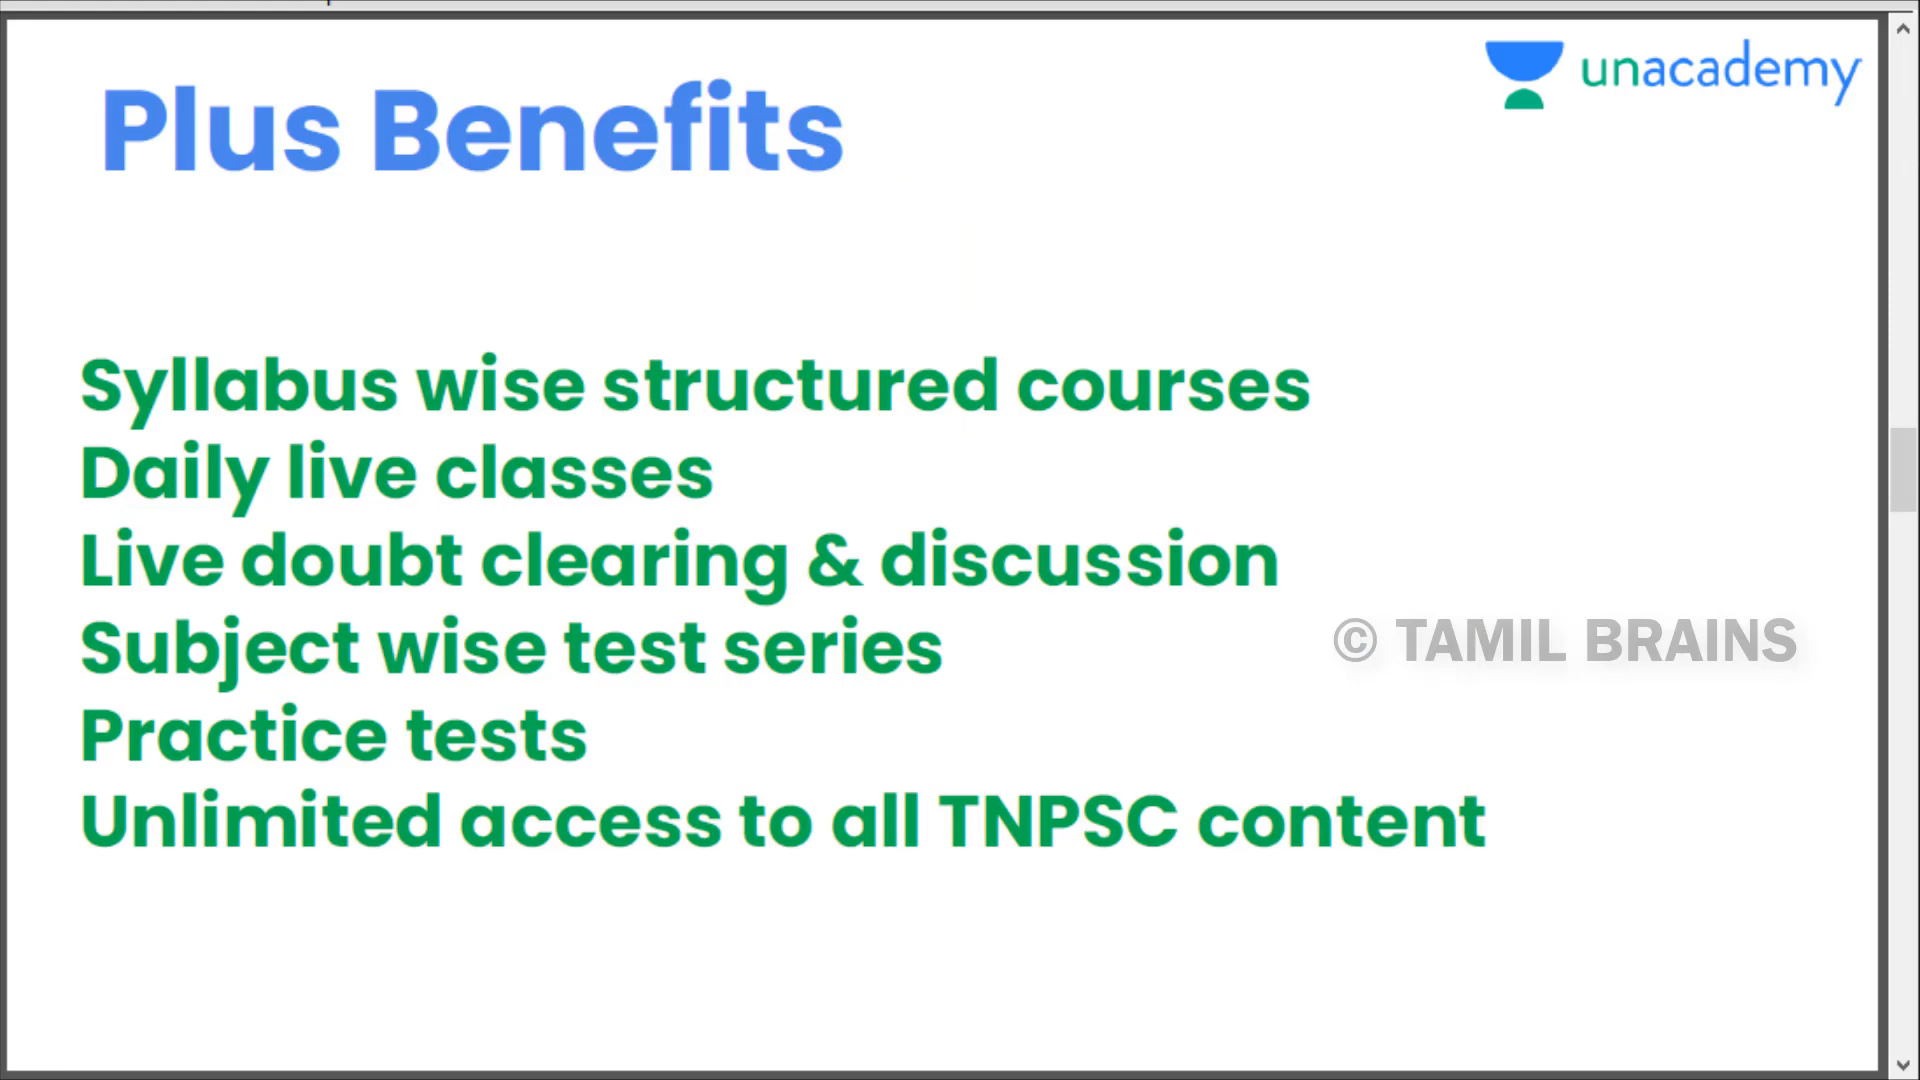 unacademy
Plus Benefits
Syllabus wise structured courses
Daily live classes
Live doubt clearing & discussion
Subject wise test series
© TAMIL BRAINS
Practice tests
Unlimited access to all TNPSC content